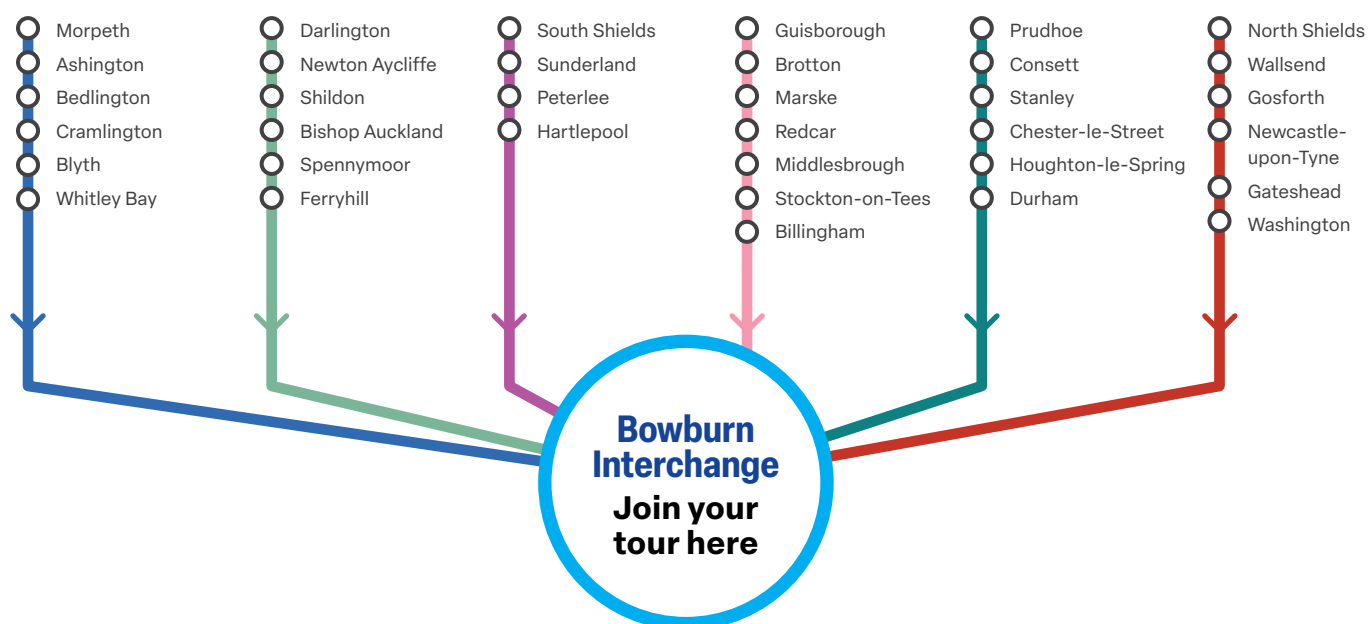 Morpeth
Ashington
Bedlington
Cramlington
Blyth
Whitley Bay
Darlington
Newton Aycliffe
Shildon
Bishop Auckland
Spennymoor
Ferryhill
South Shields
Sunderland
Peterlee
Hartlepool
Guisborough
Brotton
Marske
Redcar
Middlesbrough
Stockton-on-Tees
Billingham
Prudhoe
Consett
Stanley
Chester-le-Street
Houghton-le-Spring
Durham
North Shields
Wallsend
Gosforth
Newcastle-
upon-Tyne
Gateshead
Washington
Bowburn
Interchange
Join your
tour here